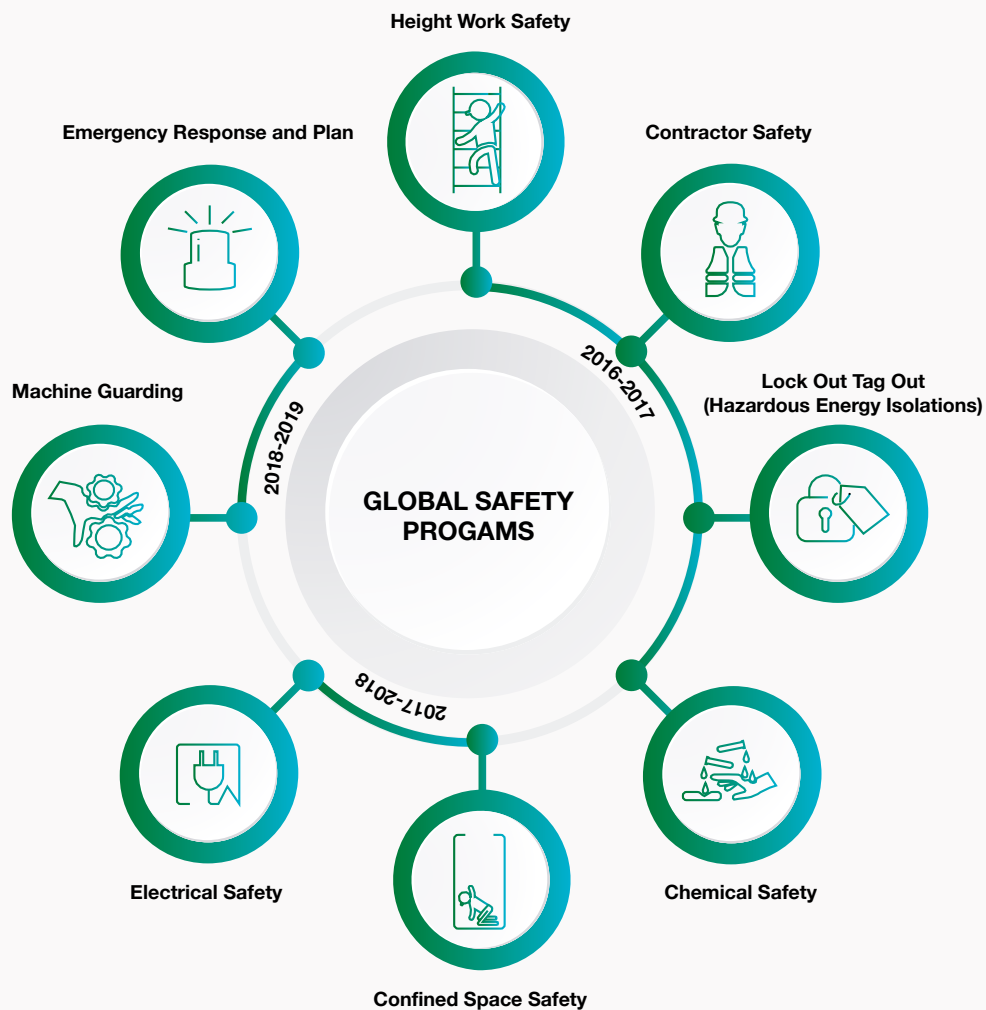 Height Work Safety
Emergency Response and Plan
Contractor Safety
Machine Guarding
Lock Out Tag Out
(Hazardous Energy Isolations)
2016-2017
2018-2019
GLOBAL SAFETY
PROGAMS
2017-2018
Electrical Safety
Chemical Safety
Confined Space Safety